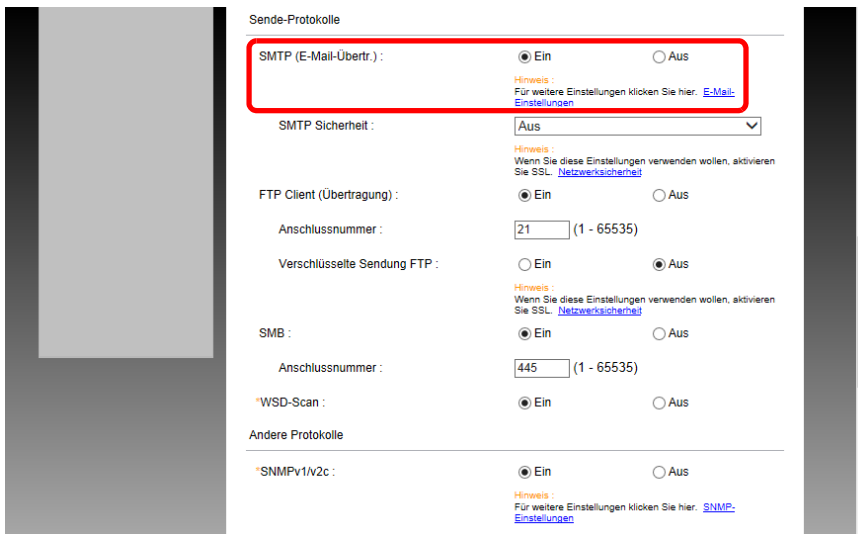 Sende-Protokolle
SMTP (E-Mail-Übertr.) : Ein Aus
Hinweis :
Für weitere Einstellungen klicken Sie hier. E-Mail-
Einstellungen
SMTP Sicherheit : Aus
Hinweis :
Wenn Sie diese Einstellungen verwenden wollen, aktivieren
Sie SSL. Netzwerksicherheit
FTP Client (Übertragung) : Ein Aus
Anschlussnummer : 21 (1 - 65535)
Verschlüsselte Sendung FTP : Ein Aus
Hinweis :
Wenn Sie diese Einstellungen verwenden wollen, aktivieren
Sie SSL. Netzwerksicherheit
SMB : Ein Aus
Anschlussnummer : 445 (1 - 65535)
*WSD-Scan : Ein Aus
Andere Protokolle
*SNMPv1/v2c : Ein Aus
Hinweis :
Für weitere Einstellungen klicken Sie hier. SNMP-
Einstellungen